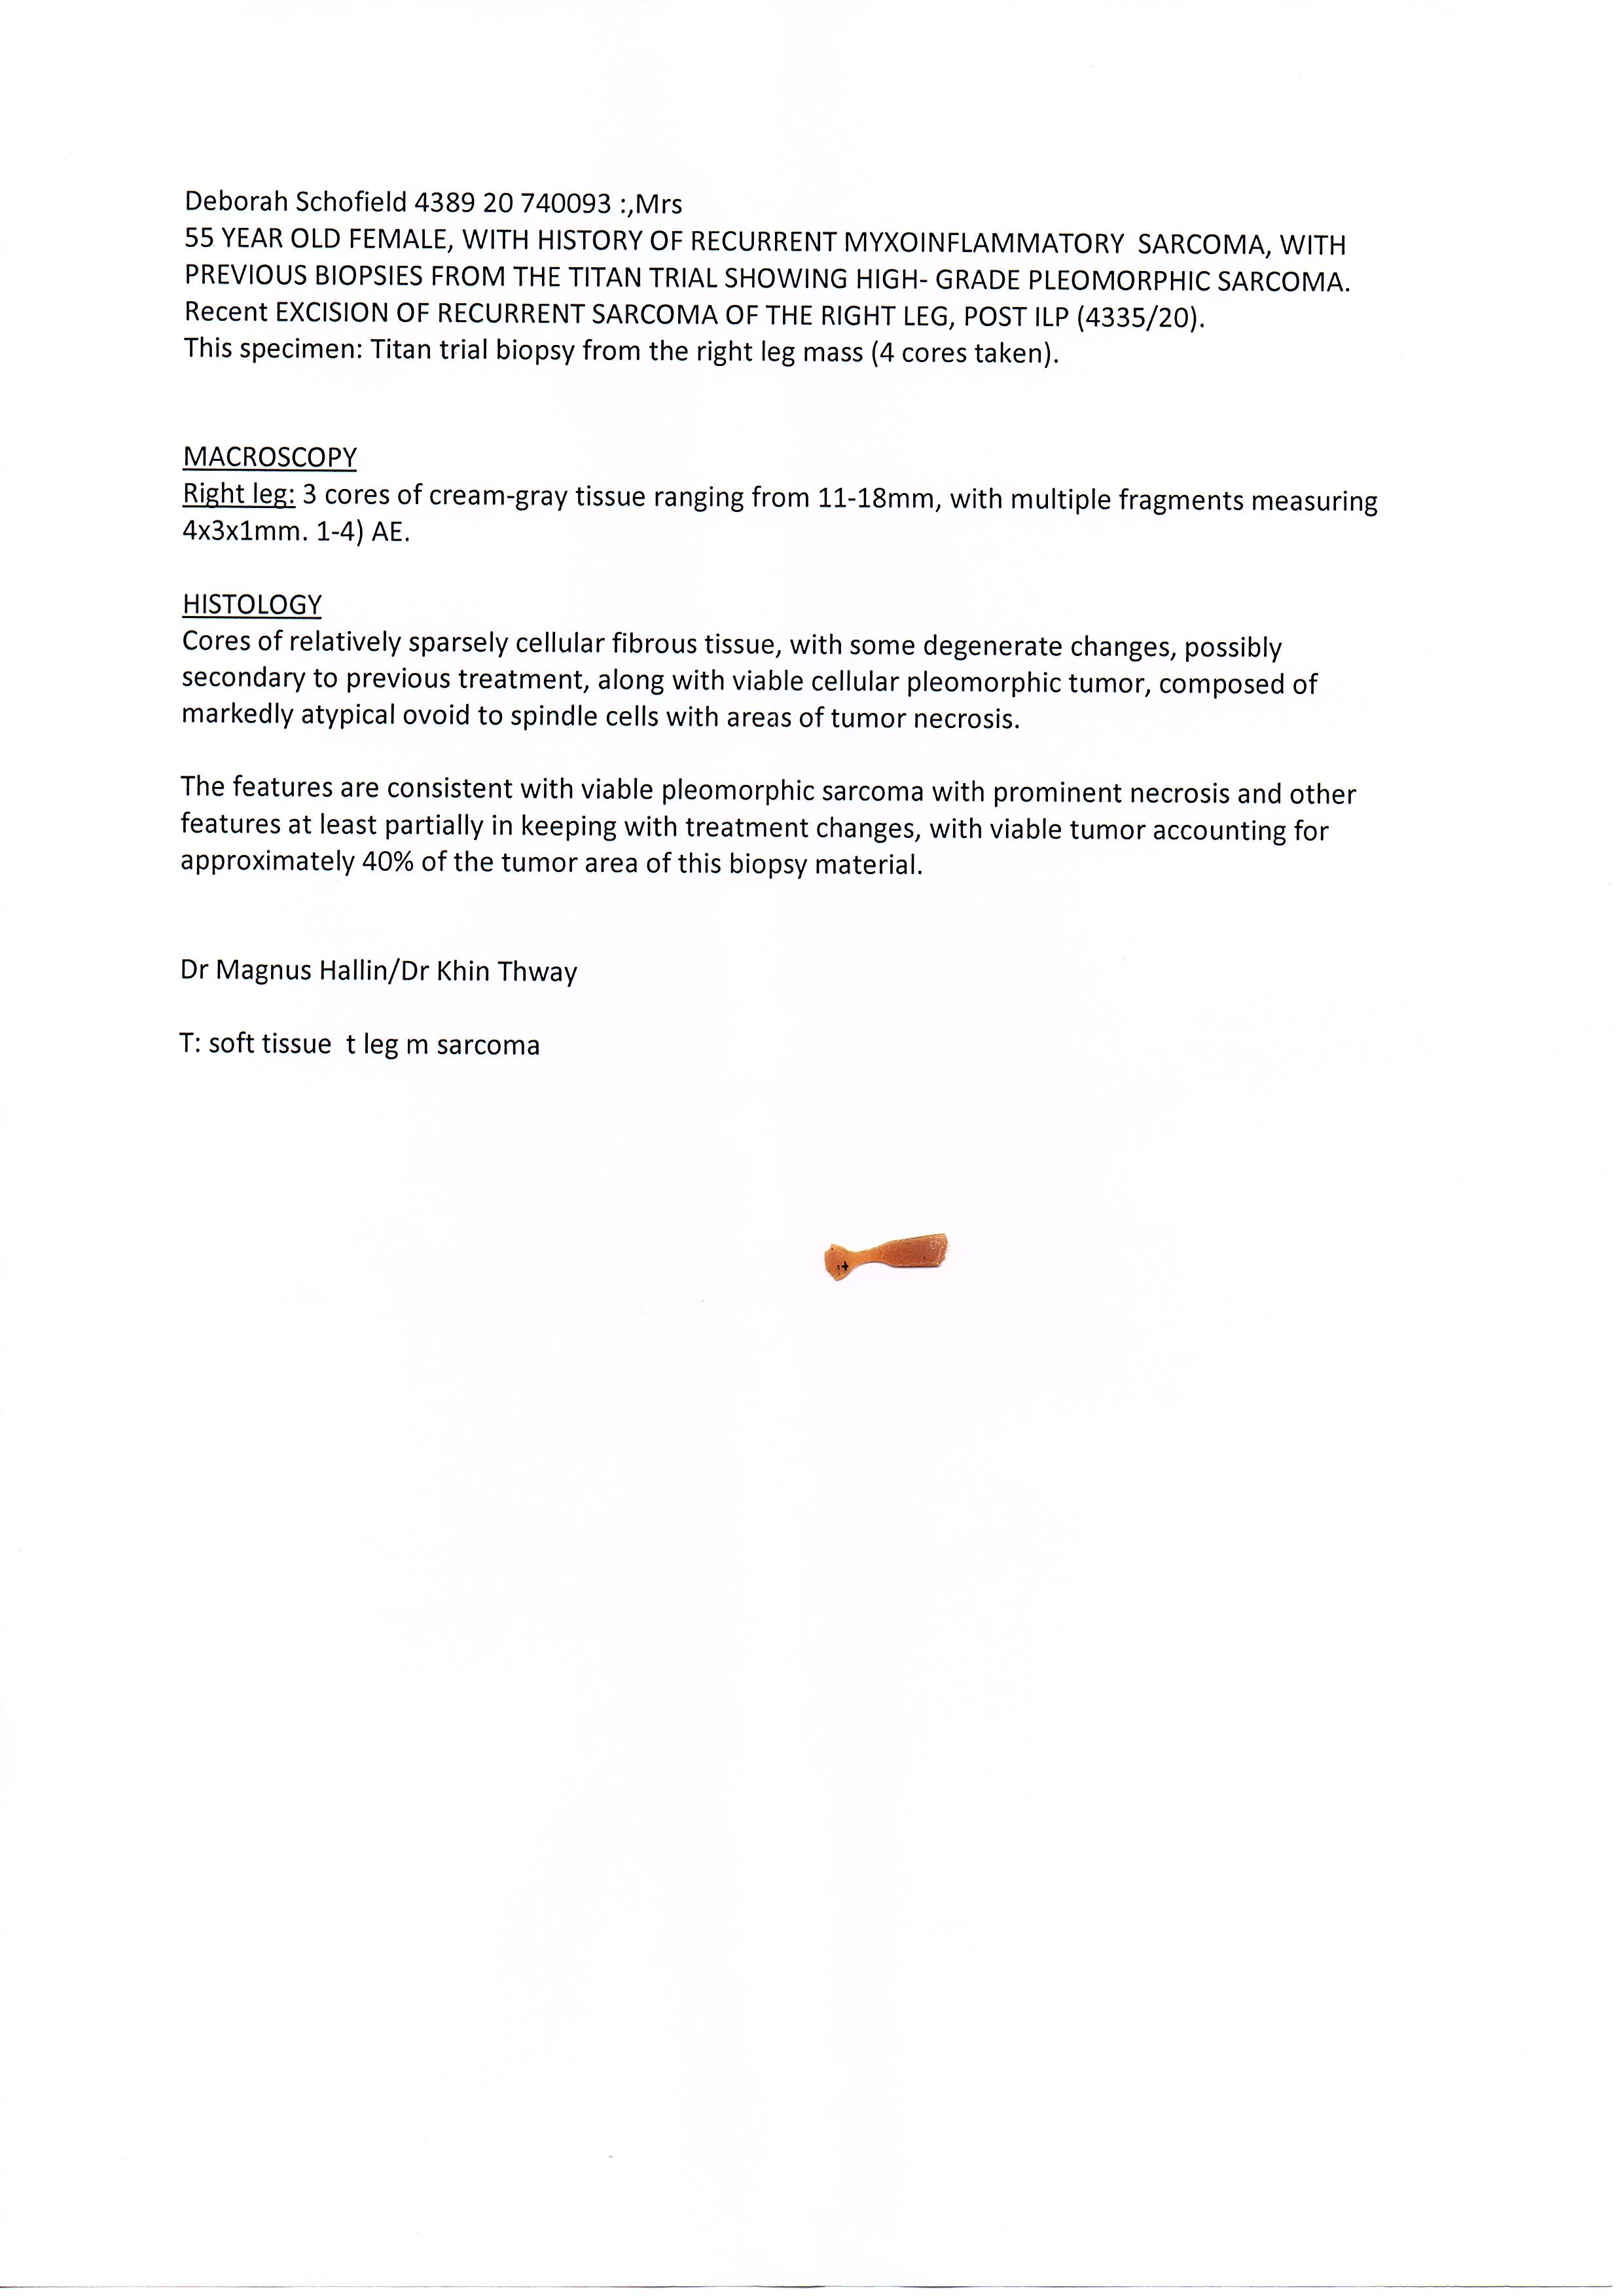 Deborah Schofield 4389 20 740093 :,Mrs
55 YEAR OLD FEMALE, WITH HISTORY OF RECURRENT MYXOINFLAMMATORY SARCOMA, WITH
PREVIOUS BIOPSIES FROM THE TITAN TRIAL SHOWING HIGH- GRADE PLEOMORPHIC SARCOMA.
Recent EXCISION OF RECURRENT SARCOMA OF THE RIGHT LEG, POST ILP (4335/20).
This specimen: Titan trial biopsy from the right leg mass (4 cores taken).
MACROSCOPY
Right leg: 3 cores of cream-gray tissue ranging from 11-18mm, with multiple fragments measuring
4x3x1mm. 1-4) AE.
HISTOLOGY
Cores of relatively sparsely cellular fibrous tissue, with some degenerate changes, possibly
secondary to previous treatment, along with viable cellular pleomorphic tumor, composed of
markedly atypical ovoid to spindle cells with areas of tumor necrosis.
The features are consistent with viable pleomorphic sarcoma with prominent necrosis and other
features at least partially in keeping with treatment changes, with viable tumor accounting for
approximately 40% of the tumor area of this biopsy material.
Dr Magnus Hallin/Dr Khin Thway
T: soft tissue t leg m sarcoma